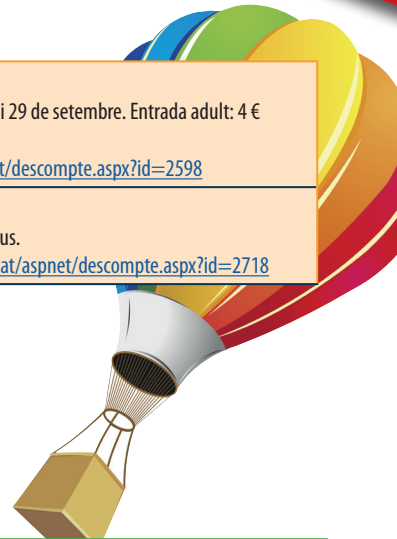 i 29 de setembre. Entrada adult: 4 €
t/descompte.aspx?id=2598
us.
at/aspnet/descompte.aspx?id=2718